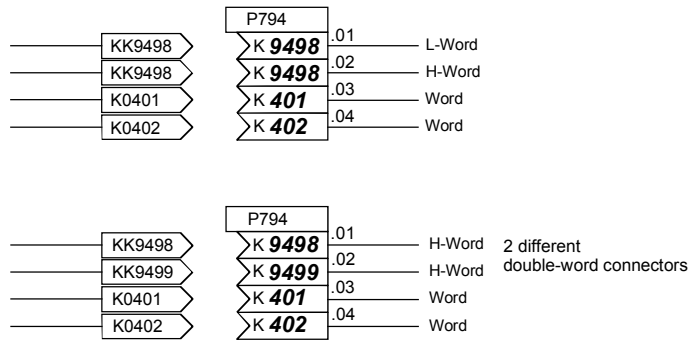 P794
KK9498 K 9498 .01 L-Word
KK9498 K 9498 .02 H-Word
K0401 K 401 .03 Word
K0402 K 402 .04 Word
P794
KK9498 K 9498 .01 H-Word 2 different
KK9499 K 9499 .02 H-Word double-word connectors
K0401 K 401 .03 Word
K0402 K 402 .04 Word